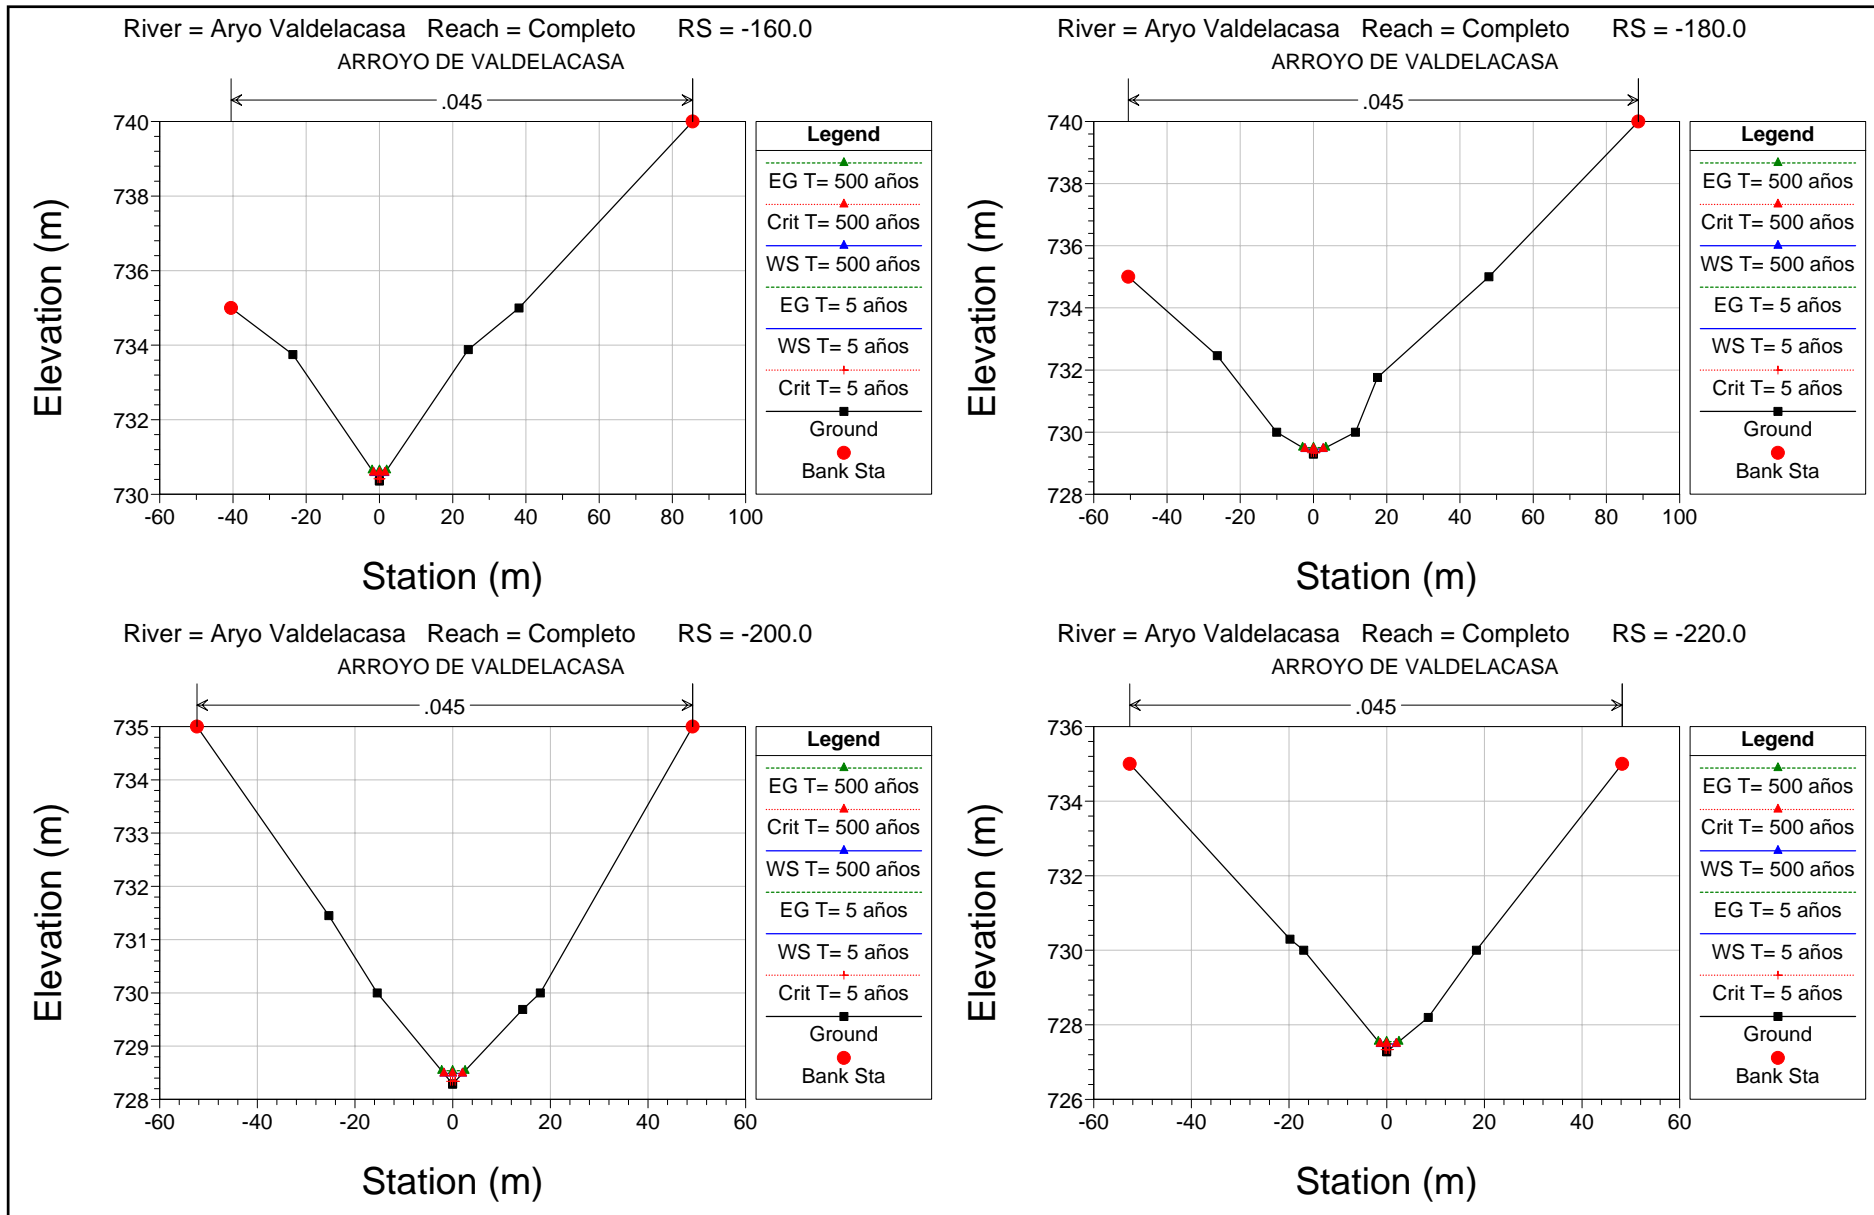 River = Aryo Valdelacasa   Reach = Completo   RS = -160.0
ARROYO DE VALDELACASA
.045
740
738
736
734
732
730
-60 -40 -20 0 20 40 60 80 100
Elevation (m)
Station (m)
Legend
EG T= 500 años
Crit T= 500 años
WS T= 500 años
EG T= 5 años
WS T= 5 años
Crit T= 5 años
Ground
Bank Sta
River = Aryo Valdelacasa   Reach = Completo   RS = -180.0
ARROYO DE VALDELACASA
.045
740
738
736
734
732
730
728
-60 -40 -20 0 20 40 60 80 100
Elevation (m)
Station (m)
Legend
EG T= 500 años
Crit T= 500 años
WS T= 500 años
EG T= 5 años
WS T= 5 años
Crit T= 5 años
Ground
Bank Sta
River = Aryo Valdelacasa   Reach = Completo   RS = -200.0
ARROYO DE VALDELACASA
.045
735
734
733
732
731
730
729
728
-60 -40 -20 0 20 40 60
Elevation (m)
Station (m)
Legend
EG T= 500 años
Crit T= 500 años
WS T= 500 años
EG T= 5 años
WS T= 5 años
Crit T= 5 años
Ground
Bank Sta
River = Aryo Valdelacasa   Reach = Completo   RS = -220.0
ARROYO DE VALDELACASA
.045
736
734
732
730
728
726
-60 -40 -20 0 20 40 60
Elevation (m)
Station (m)
Legend
EG T= 500 años
Crit T= 500 años
WS T= 500 años
EG T= 5 años
WS T= 5 años
Crit T= 5 años
Ground
Bank Sta